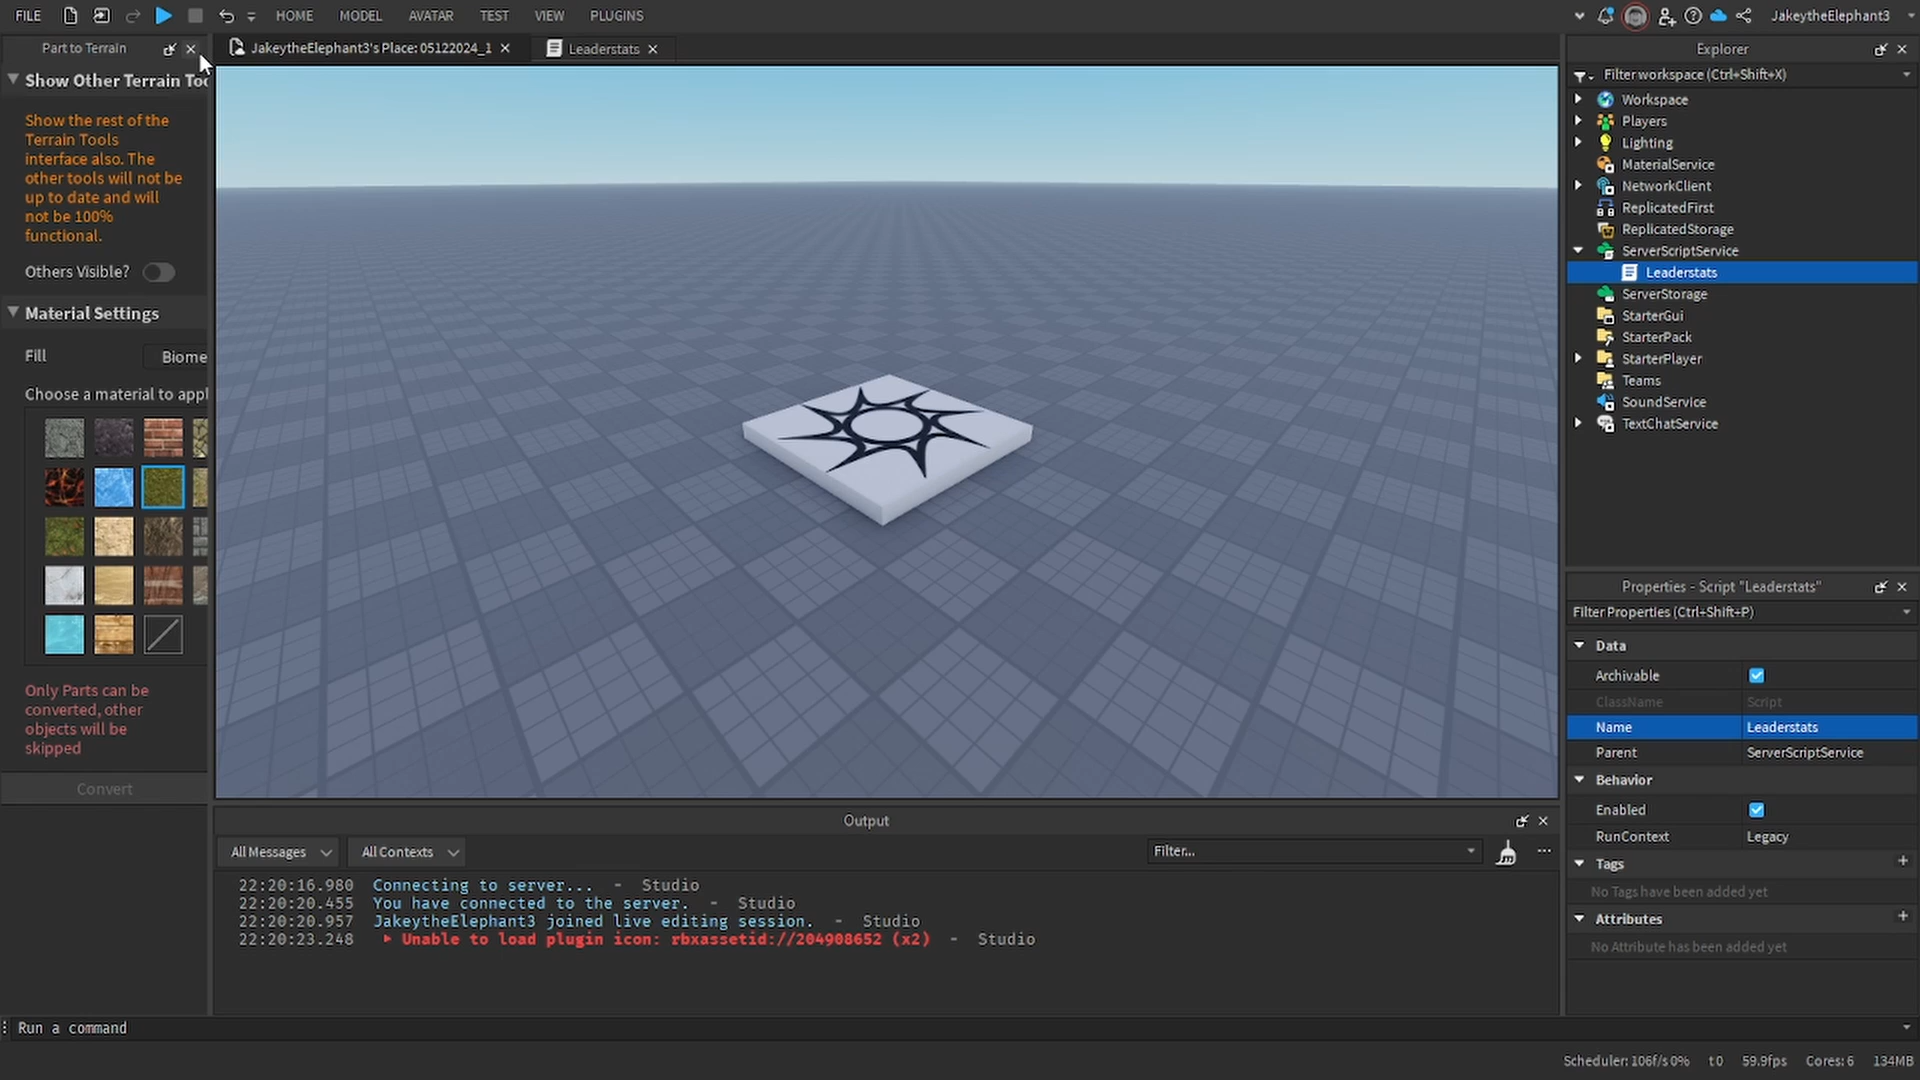 FILE
HOME
MODEL
AVATAR
TEST
VIEW
PLUGINS
JakeytheElephant3
Part to Terrain
JakeytheElephant3's Place: 05122024_1
Leaderstats
Explorer
Show Other Terrain Too
Show the rest of the
Terrain Tools
interface also. The
other tools will not be
up to date and will
not be 100%
functional.
Others Visible?
Material Settings
Fill
Biome
Choose a material to appl
Only Parts can be
converted, other
objects will be
skipped
Convert
Filter workspace (Ctrl+Shift+X)
Workspace
Players
Lighting
MaterialService
NetworkClient
ReplicatedFirst
ReplicatedStorage
ServerScriptService
Leaderstats
ServerStorage
StarterGui
StarterPack
StarterPlayer
Teams
SoundService
TextChatService
Properties - Script "Leaderstats"
Filter Properties (Ctrl+Shift+P)
Data
Archivable
ClassName Script
Name Leaderstats
Parent ServerScriptService
Behavior
Enabled
RunContext Legacy
Tags
No Tags have been added yet
Attributes
No Attribute has been added yet
Output
All Messages
All Contexts
Filter...
22:20:16.980 Connecting to server... - Studio
22:20:20.455 You have connected to the server. - Studio
22:20:20.957 JakeytheElephant3 joined live editing session. - Studio
22:20:23.248 Unable to load plugin icon: rbxassetid://204908652 (x2) - Studio
Run a command
Scheduler: 106f/s 0% t 0 59.9fps Cores: 6 134MB